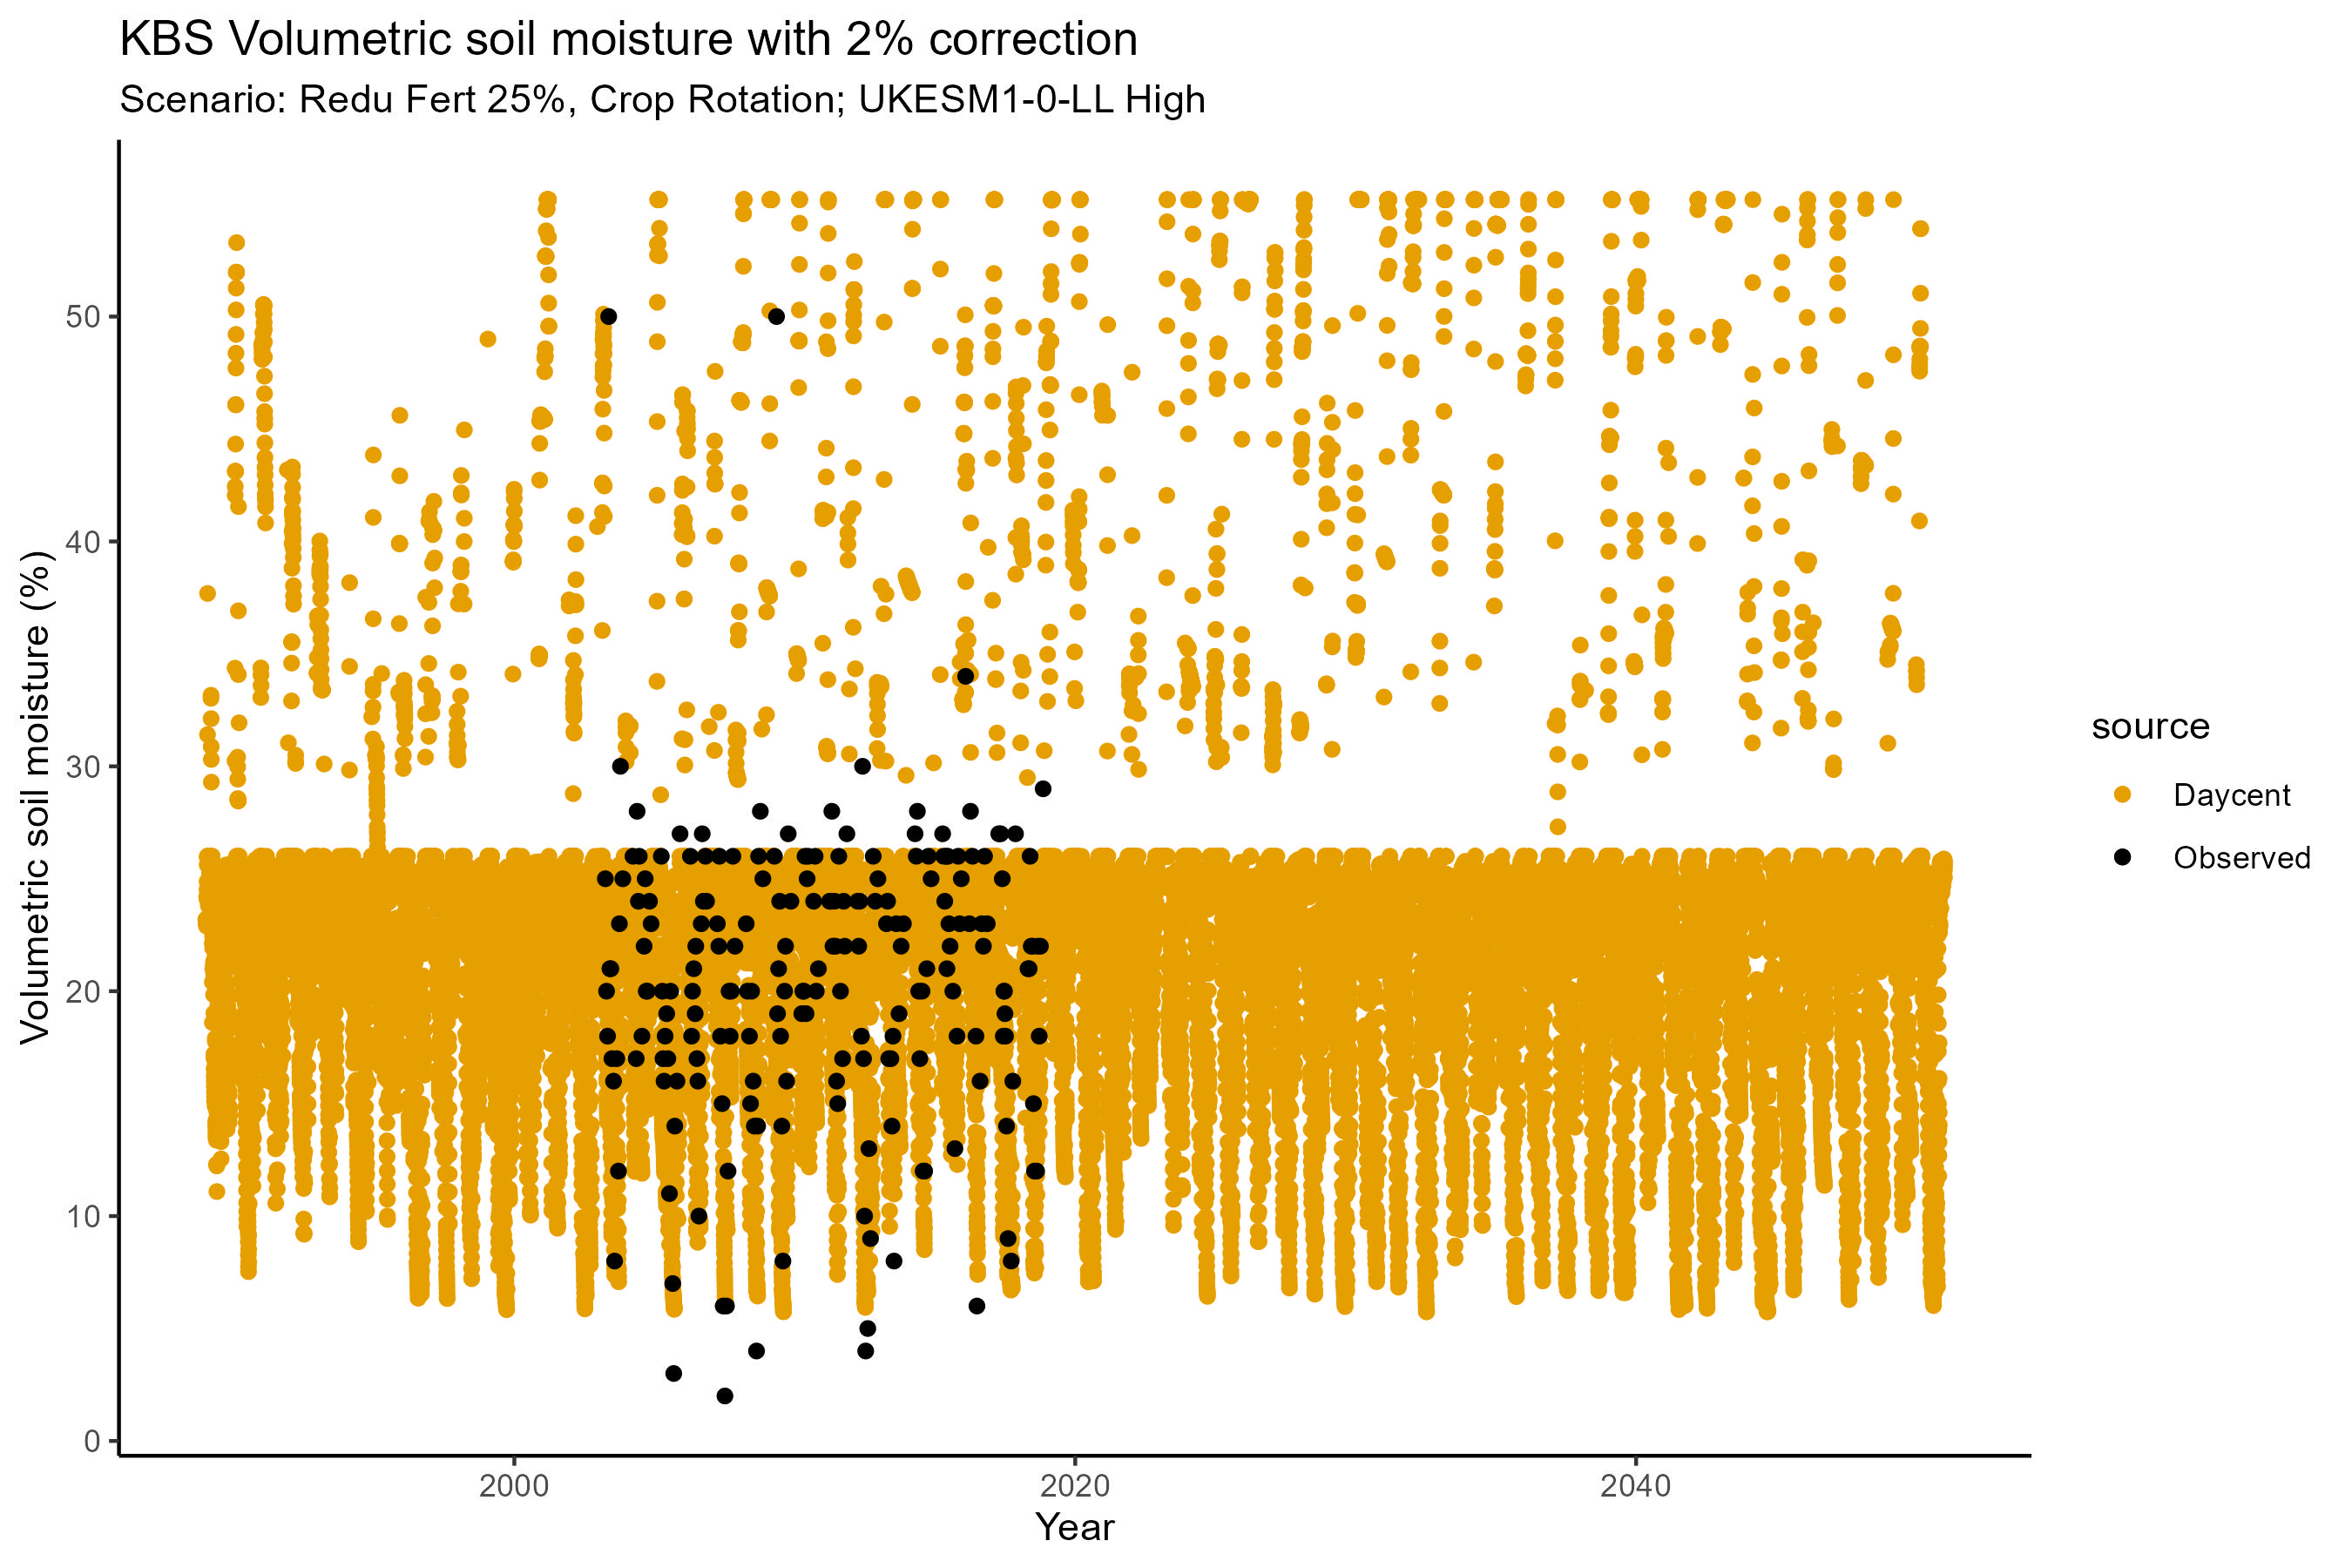 KBS Volumetric soil moisture with 2% correction
Scenario: Redu Fert 25%, Crop Rotation; UKESM1-0-LL High
Volumetric soil moisture (%)
50
40
30
20
10
0
2000
2020
2040
Year
source
Daycent
Observed